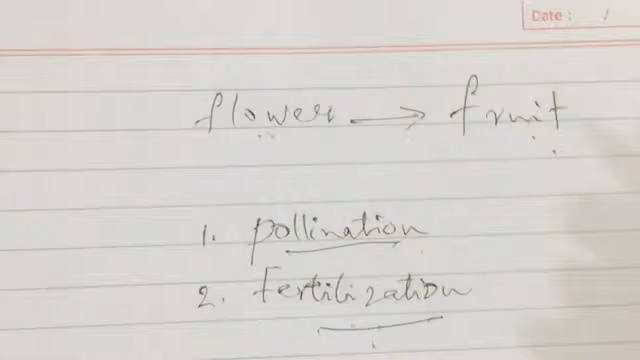 Date : /
flower → fruit
1. pollination
2. fertilization